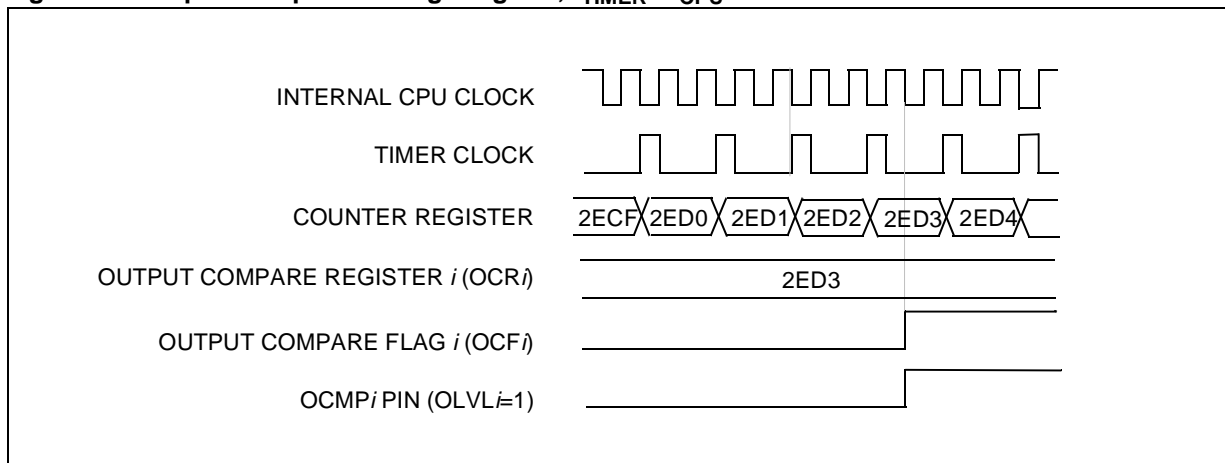 INTERNAL CPU CLOCK
TIMER CLOCK
COUNTER REGISTER 2ECF 2ED0 2ED1 2ED2 2ED3 2ED4
OUTPUT COMPARE REGISTER i (OCRi) 2ED3
OUTPUT COMPARE FLAG i (OCFi)
OCMPi PIN (OLVLi=1)